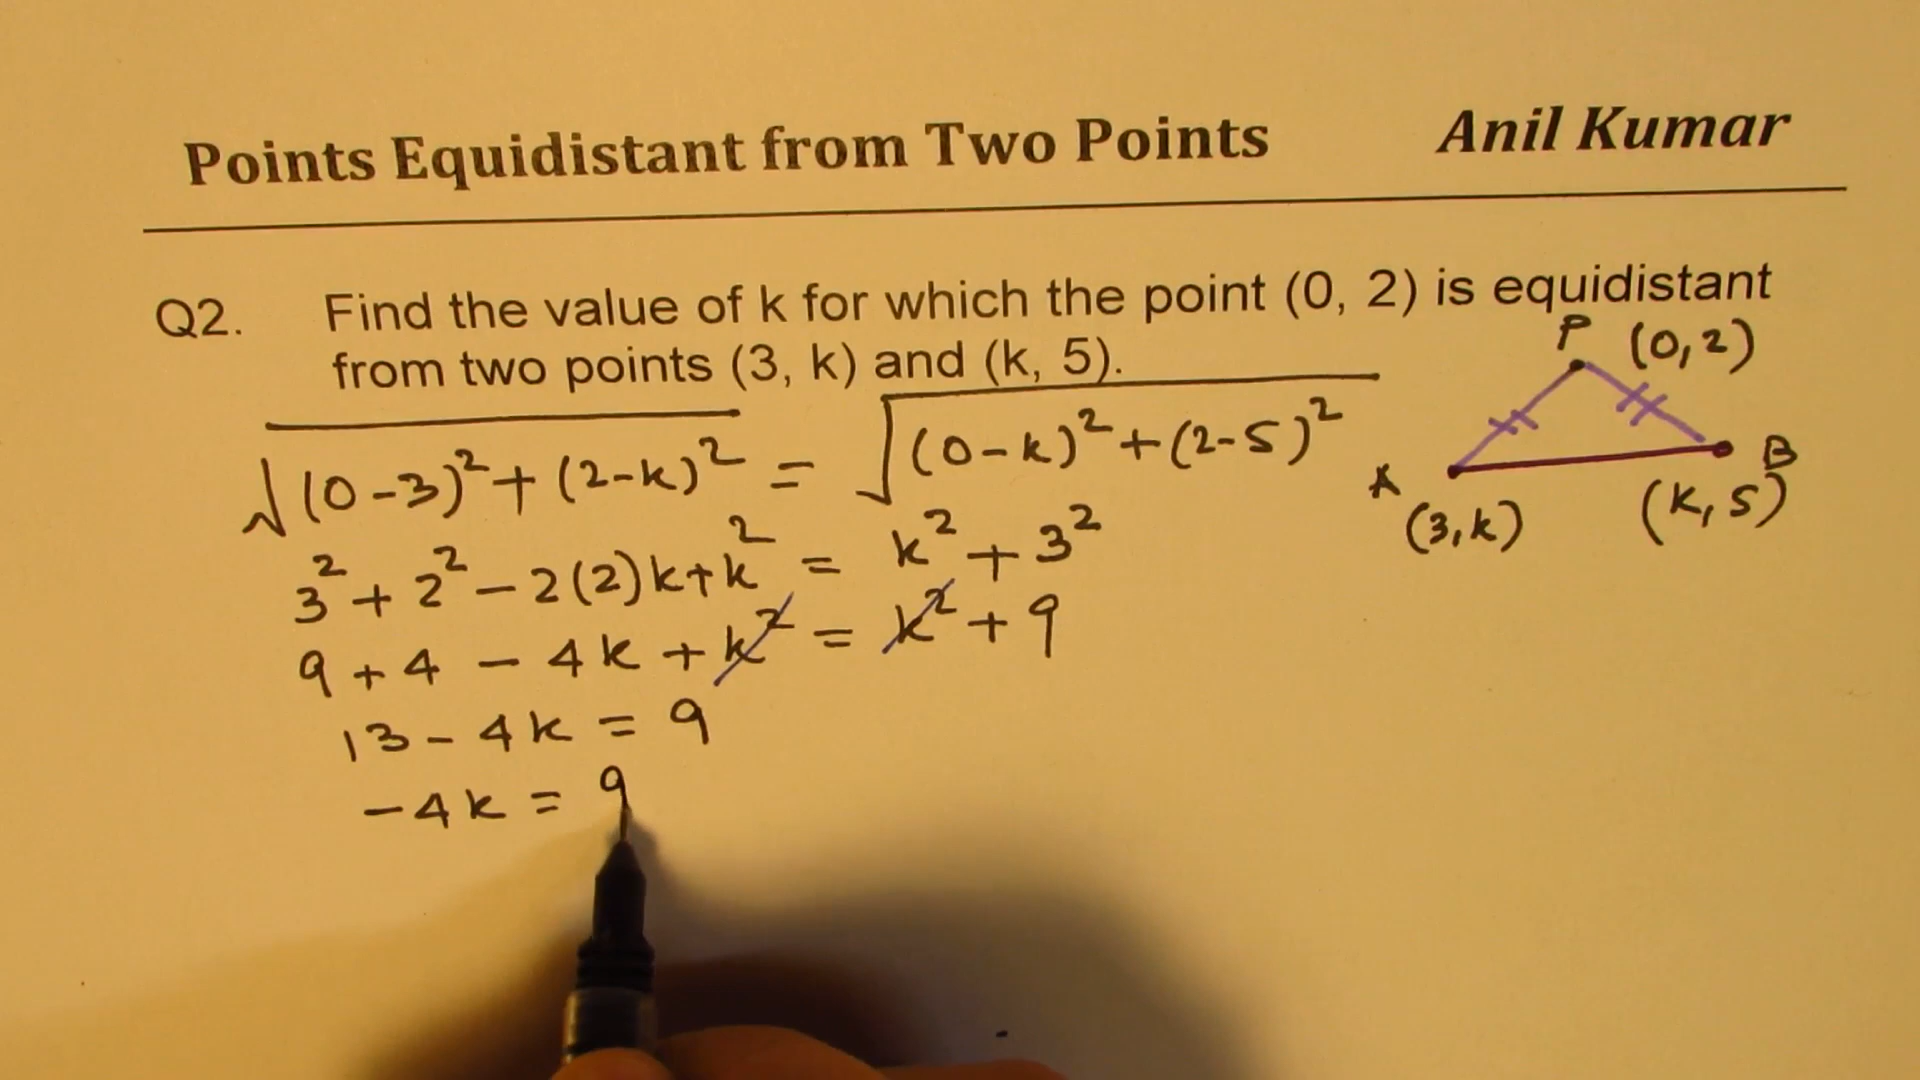 Points Equidistant from Two Points Anil Kumar
Q2. Find the value of k for which the point (0, 2) is equidistant
from two points (3, k) and (k, 5).
P (0,2)
√(0-3)² + (2-k)² = √(0-k)² + (2-5)²
A B
(3,k) (k,5)
3² + 2² - 2(2)k + k² = k² + 3²
9 + 4 - 4k + k² = k² + 9
13 - 4k = 9
-4k = 9